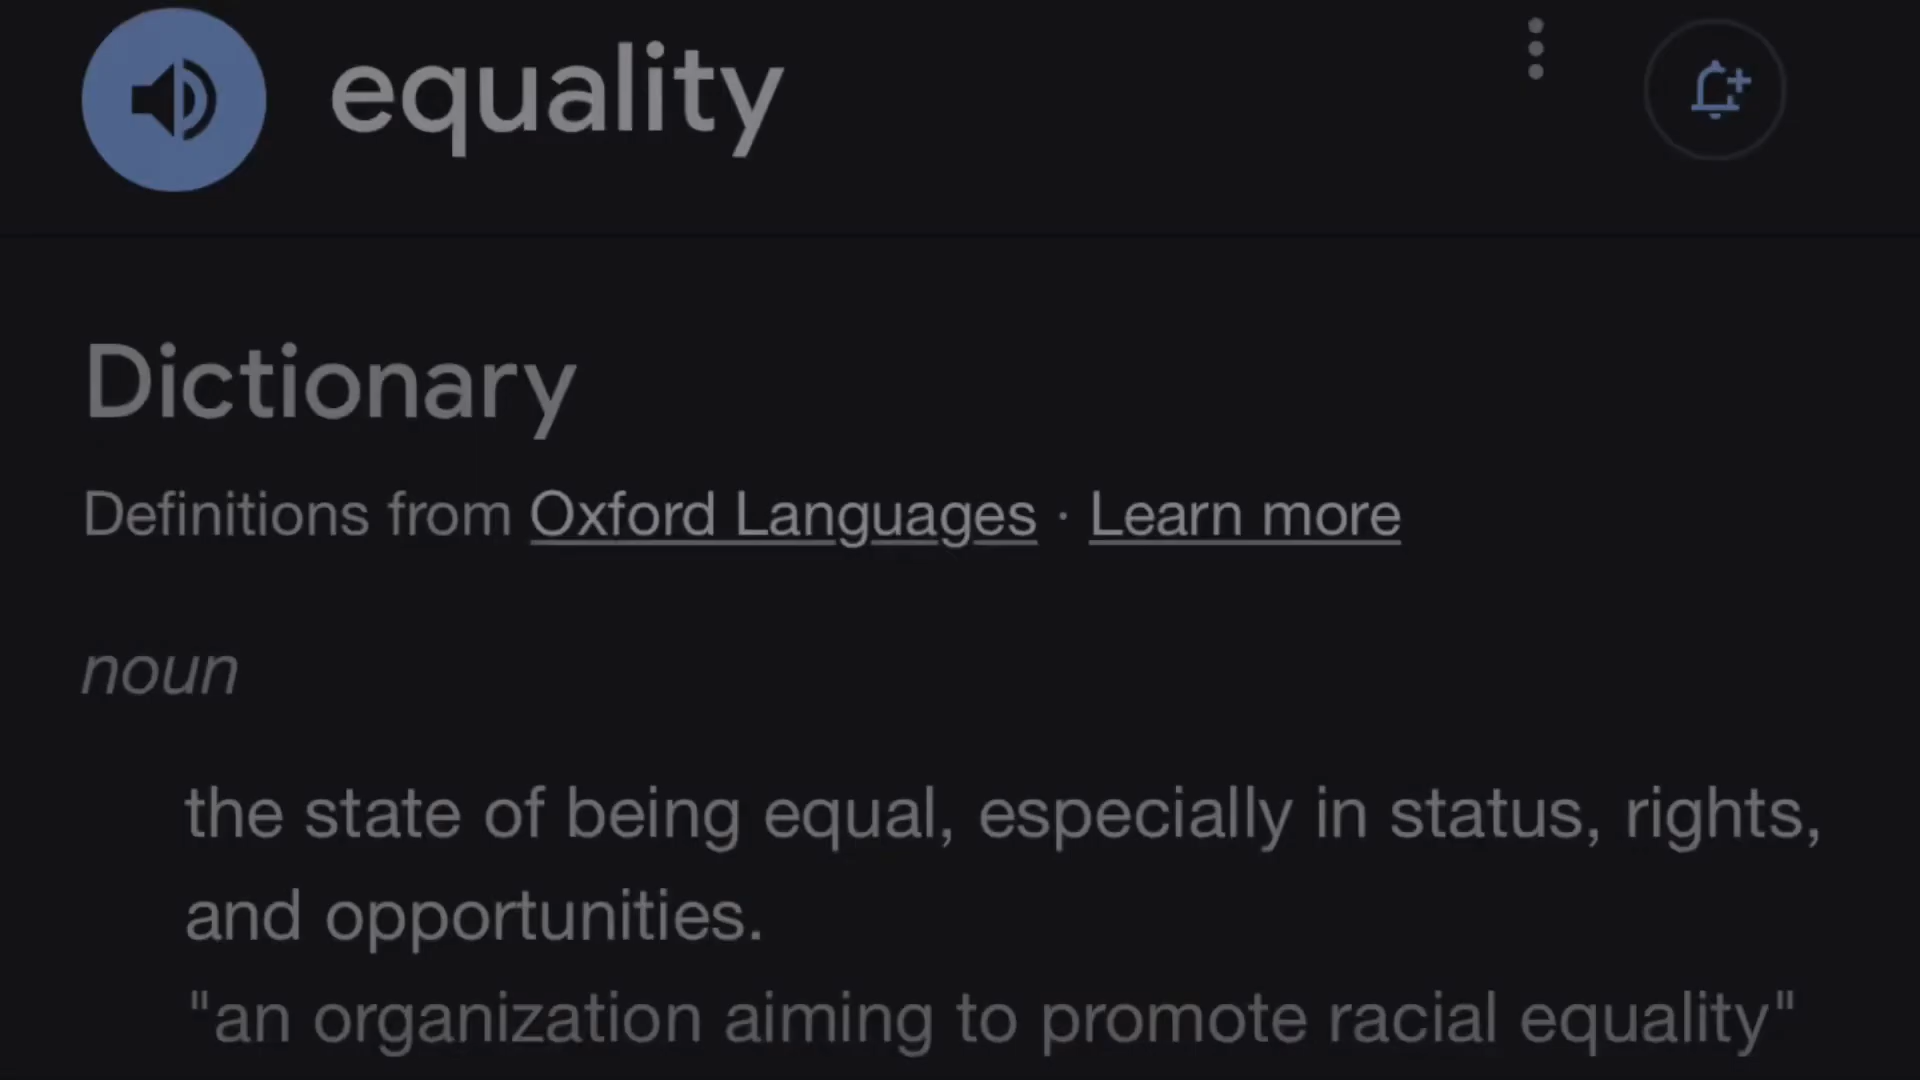 equality
Dictionary
Definitions from Oxford Languages · Learn more
noun
the state of being equal, especially in status, rights,
and opportunities.
"an organization aiming to promote racial equality"